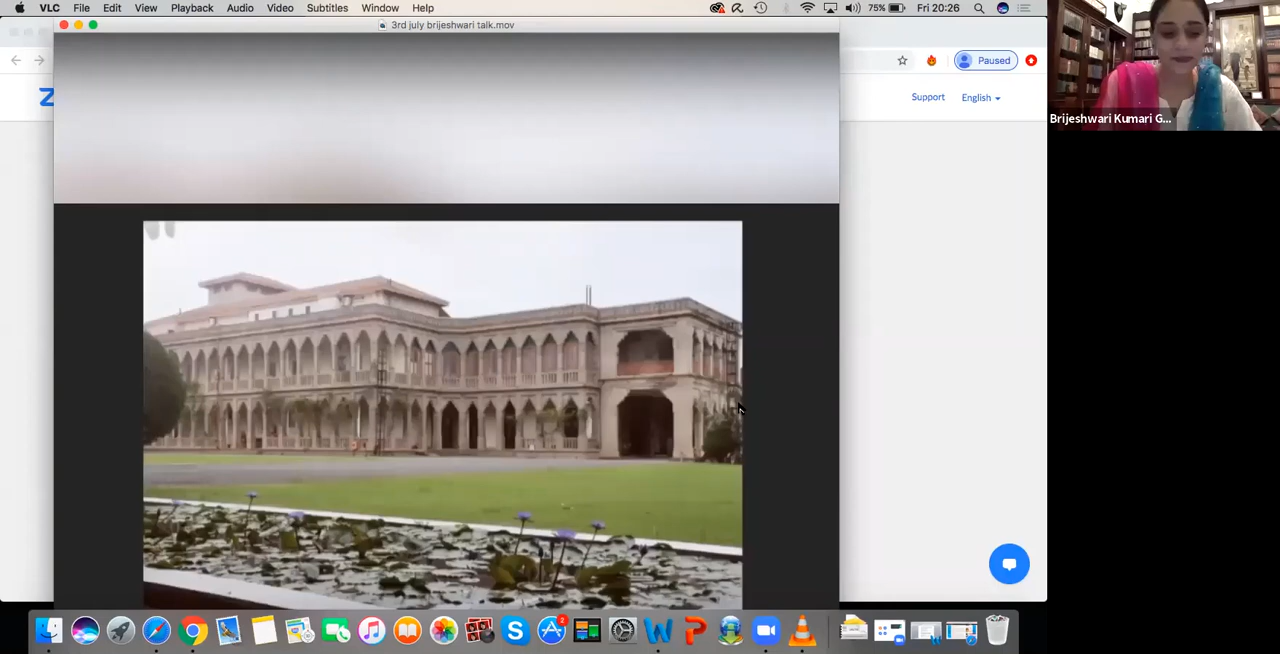 VLC File Edit View Playback Audio Video Subtitles Window Help 75% Fri 20:26
3rd july brijeshwari talk.mov
Paused
Support English
Brijeshwari Kumari G...
2